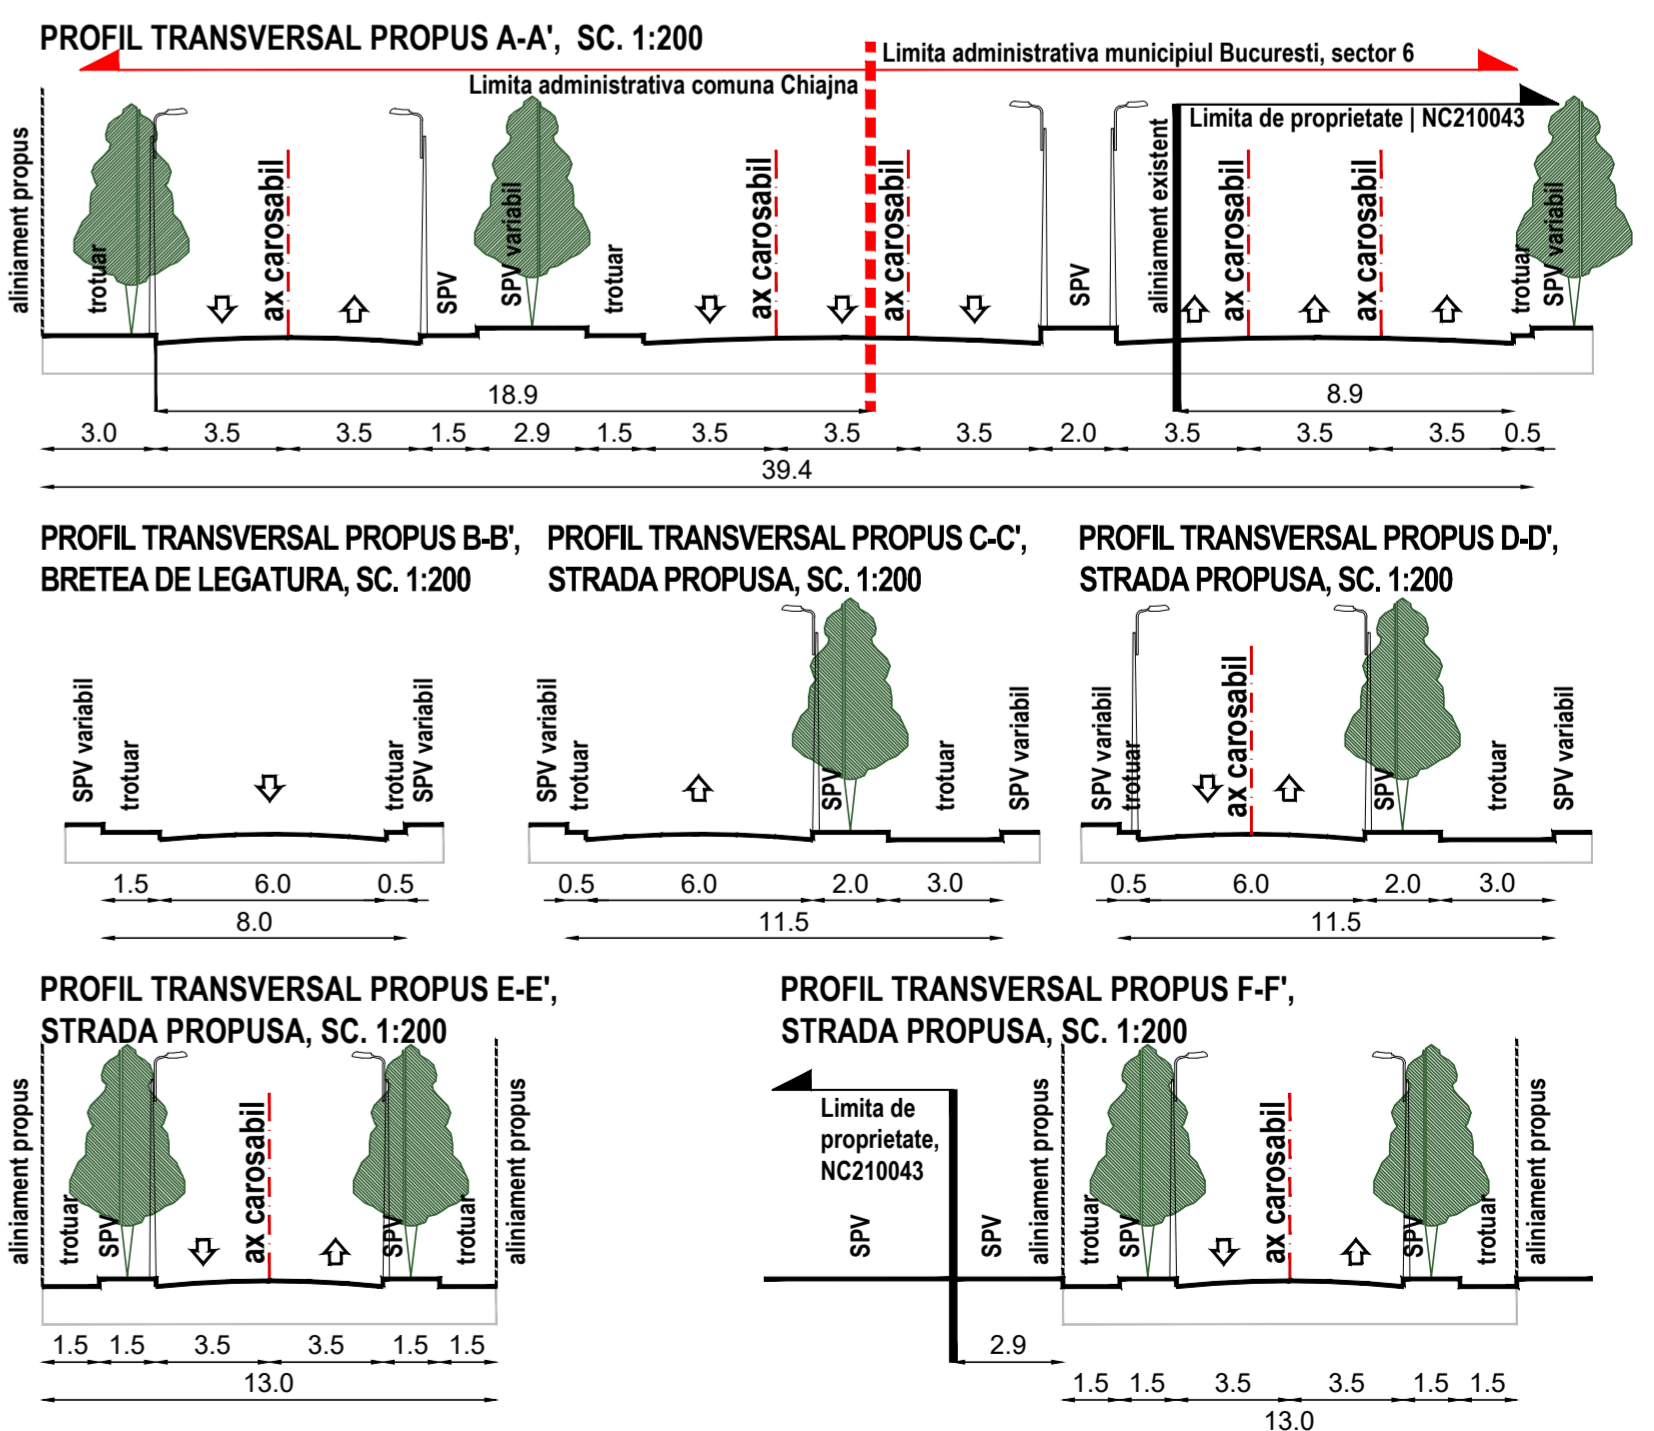 PROFIL TRANSVERSAL PROPUS A-A', SC. 1:200
Limita administrativa municipiul Bucuresti, sector 6
Limita administrativa comuna Chiajna
Limita de proprietate | NC210043
aliniament propus
trotuar
ax carosabil
SPV
SPV variabil
trotuar
ax carosabil
ax carosabil
SPV
aliniament existent
ax carosabil
ax carosabil
trotuar
SPV variabil
18.9
8.9
3.0 3.5 3.5 1.5 2.9 1.5 3.5 3.5 3.5 2.0 3.5 3.5 3.5 0.5
39.4
PROFIL TRANSVERSAL PROPUS B-B',
BRETEA DE LEGATURA, SC. 1:200
SPV variabil
trotuar
trotuar
SPV variabil
1.5 6.0 0.5
8.0
PROFIL TRANSVERSAL PROPUS C-C',
STRADA PROPUSA, SC. 1:200
SPV variabil
trotuar
SPV
trotuar
SPV variabil
0.5 6.0 2.0 3.0
11.5
PROFIL TRANSVERSAL PROPUS D-D',
STRADA PROPUSA, SC. 1:200
SPV variabil
trotuar
ax carosabil
SPV
trotuar
SPV variabil
0.5 6.0 2.0 3.0
11.5
PROFIL TRANSVERSAL PROPUS E-E',
STRADA PROPUSA, SC. 1:200
aliniament propus
trotuar
SPV
ax carosabil
SPV
trotuar
aliniament propus
1.5 1.5 3.5 3.5 1.5 1.5
13.0
PROFIL TRANSVERSAL PROPUS F-F',
STRADA PROPUSA, SC. 1:200
Limita de
proprietate,
NC210043
SPV
SPV
aliniament propus
trotuar
SPV
ax carosabil
SPV
trotuar
aliniament propus
2.9
1.5 1.5 3.5 3.5 1.5 1.5
13.0